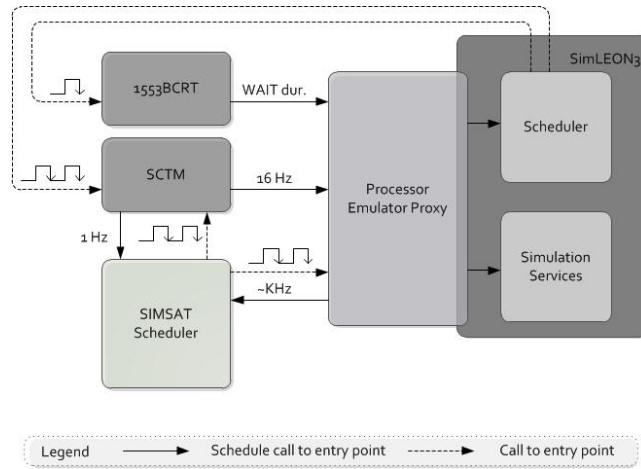 SimLEON3
1553BCRT
WAIT dur.
Scheduler
SCTM
16 Hz
Processor
Emulator Proxy
1 Hz
~KHz
SIMSAT
Scheduler
Simulation
Services
Legend
Schedule call to entry point
Call to entry point